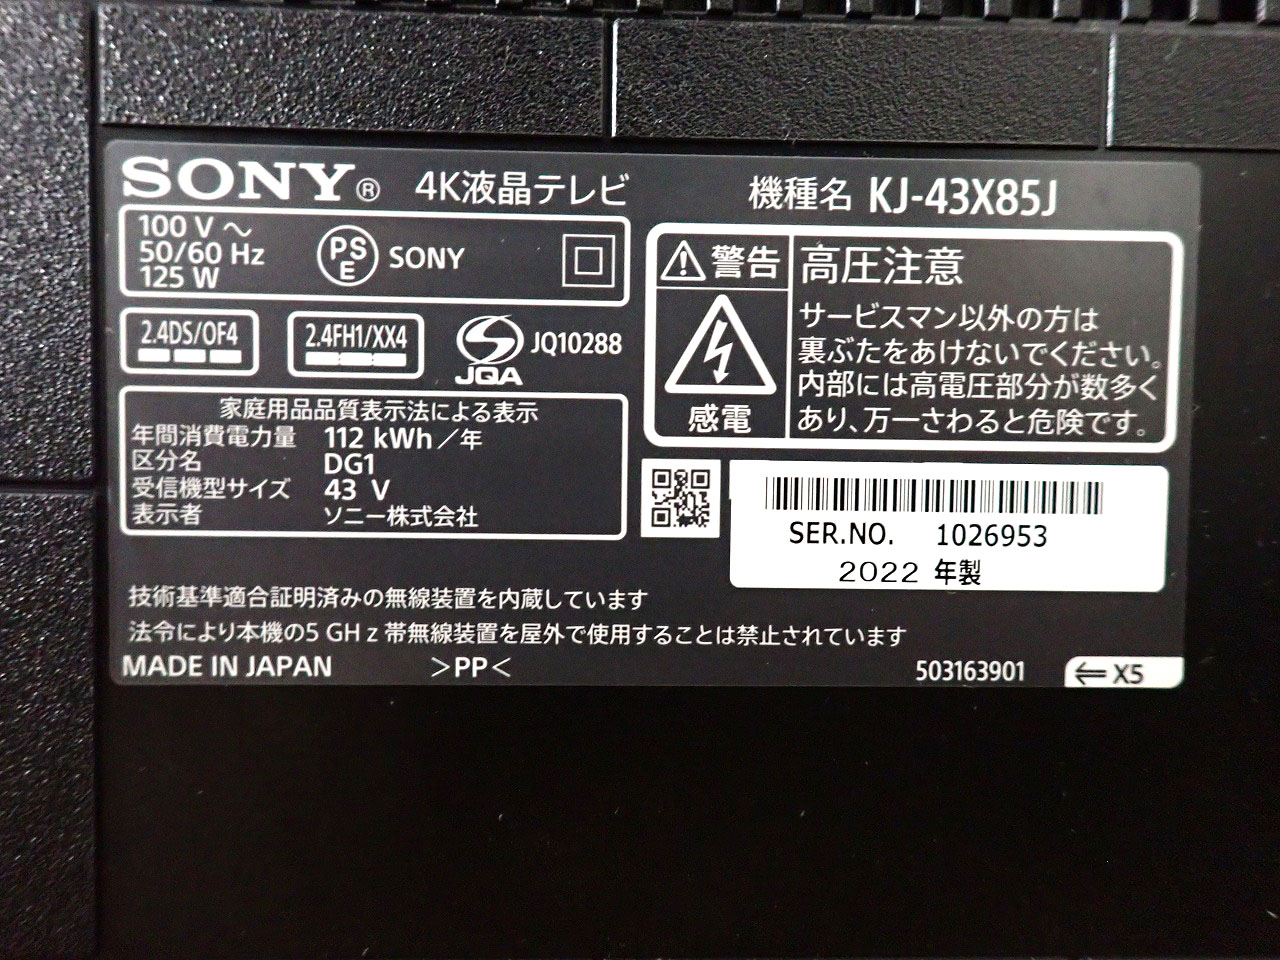 SONY® 4K液晶テレビ 機種名 KJ-43X85J
100 V ～
50/60 Hz
125 W
PS
E
SONY
2.4DS/OF4
2.4FH1/XX4
JQA
JQ10288
家庭用品品質表示法による表示
年間消費電力量 112 kWh／年
区分名 DG1
受信機型サイズ 43 V
表示者 ソニー株式会社
警告
感電
高圧注意
サービスマン以外の方は
裏ぶたをあけないでください。
内部には高電圧部分が数多く
あり、万一さわると危険です。
SER.NO. 1026953
2022 年製
技術基準適合証明済みの無線装置を内蔵しています
法令により本機の5 GHz帯無線装置を屋外で使用することは禁止されています
MADE IN JAPAN >PP< 503163901 ⇐ X5